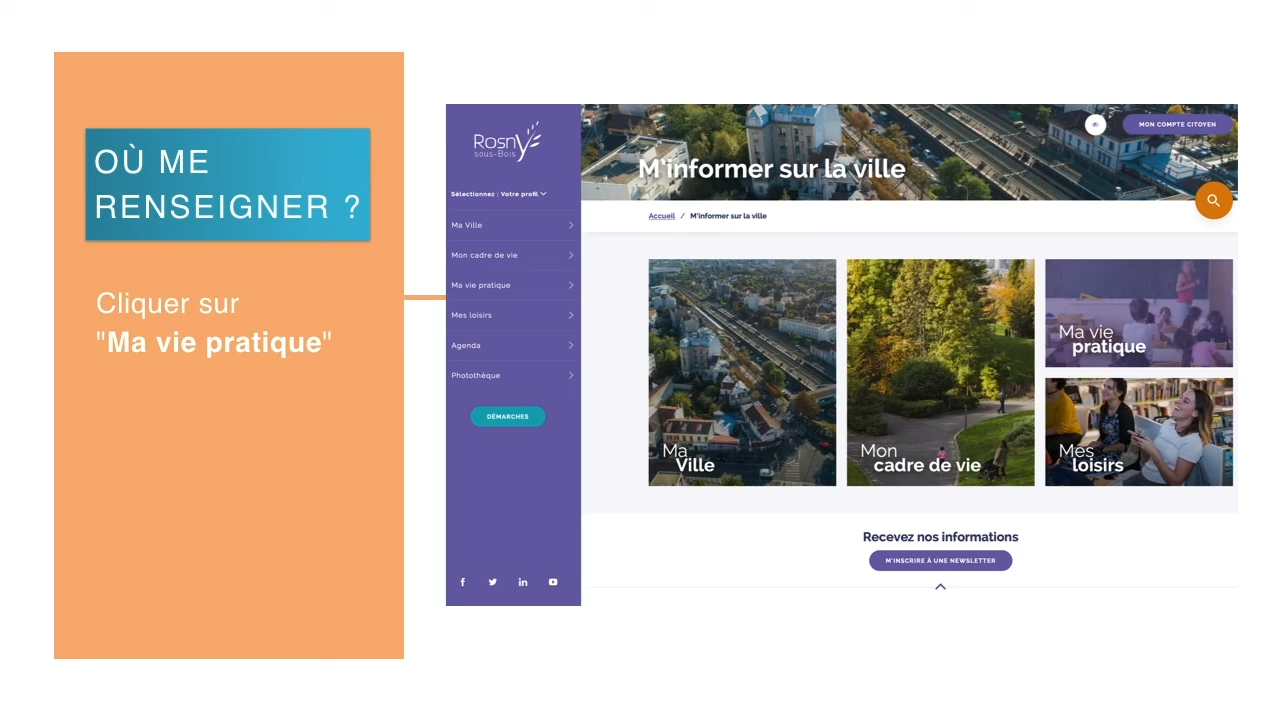 OÙ ME
RENSEIGNER ?
Cliquer sur
"Ma vie pratique"
Rosny
sous-Bois
Sélectionnez : Votre profil
Ma Ville
Mon cadre de vie
Ma vie pratique
Mes loisirs
Agenda
Photothèque
DÉMARCHES
MON COMPTE CITOYEN
M'informer sur la ville
Accueil / M'informer sur la ville
Ma
Ville
Mon
cadre de vie
Ma vie
pratique
Mes
loisirs
Recevez nos informations
M'INSCRIRE À UNE NEWSLETTER